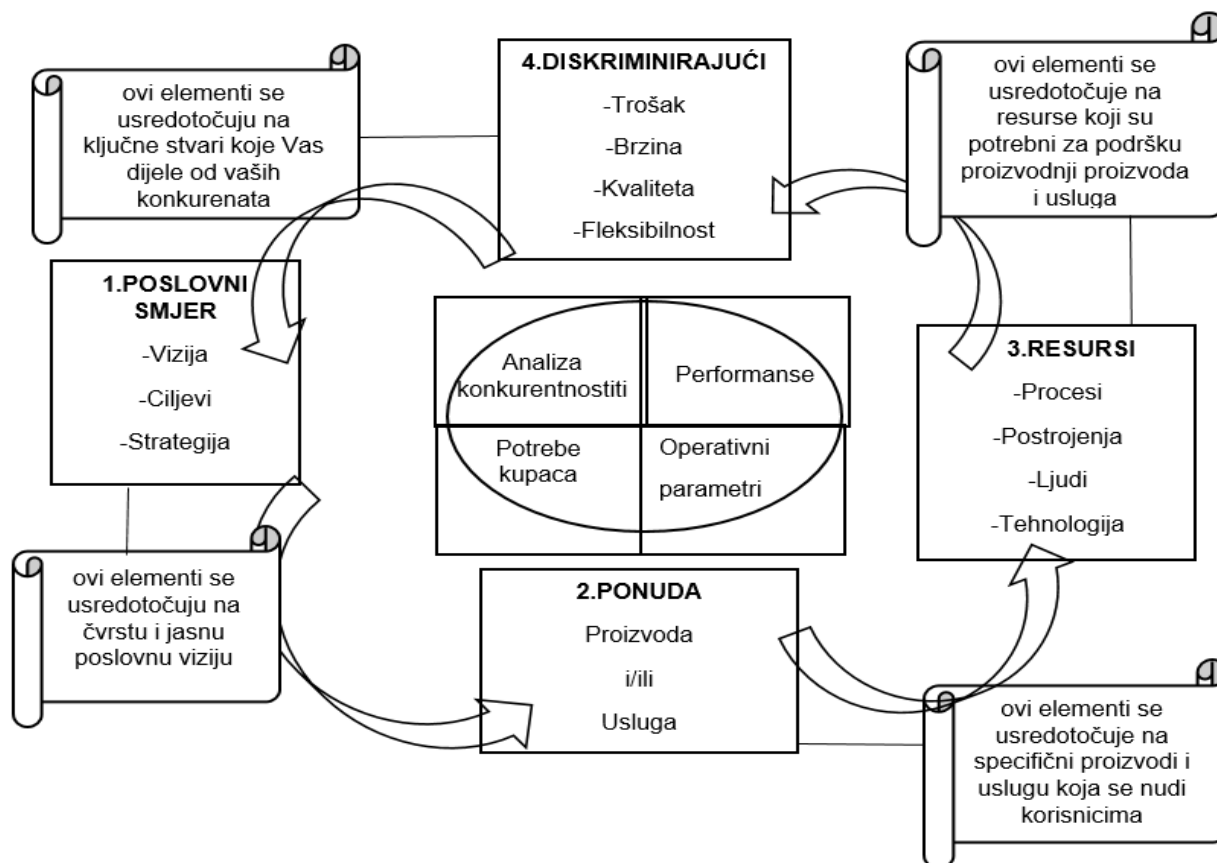 4.DISKRIMINIRAJUĆI
-Trošak
-Brzina
-Kvaliteta
-Fleksibilnost
ovi elementi se
usredotočuju na
ključne stvari koje Vas
dijele od vaših
konkurenata
ovi elementi se
usredotočuje na
resurse koji su
potrebni za podršku
proizvodnji proizvoda
i usluga
1.POSLOVNI
SMJER
-Vizija
-Ciljevi
-Strategija
Analiza
konkurentnostiti
Performanse
Potrebe
kupaca
Operativni
parametri
3.RESURSI
-Procesi
-Postrojenja
-Ljudi
-Tehnologija
ovi elementi se
usredotočuju na
čvrstu i jasnu
poslovnu viziju
2.PONUDA
Proizvoda
i/ili
Usluga
ovi elementi se
usredotočuje na
specifični proizvodi i
uslugu koja se nudi
korisnicima